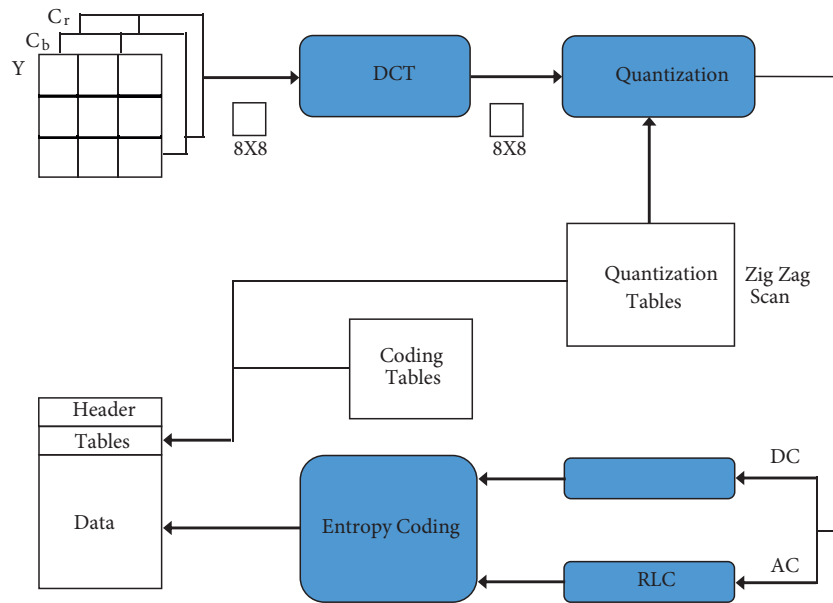 Cr
Cb
Y
DCT
Quantization
8X8
8X8
Quantization
Tables
Zig Zag
Scan
Coding
Tables
Header
Tables
Data
Entropy Coding
DC
AC
RLC